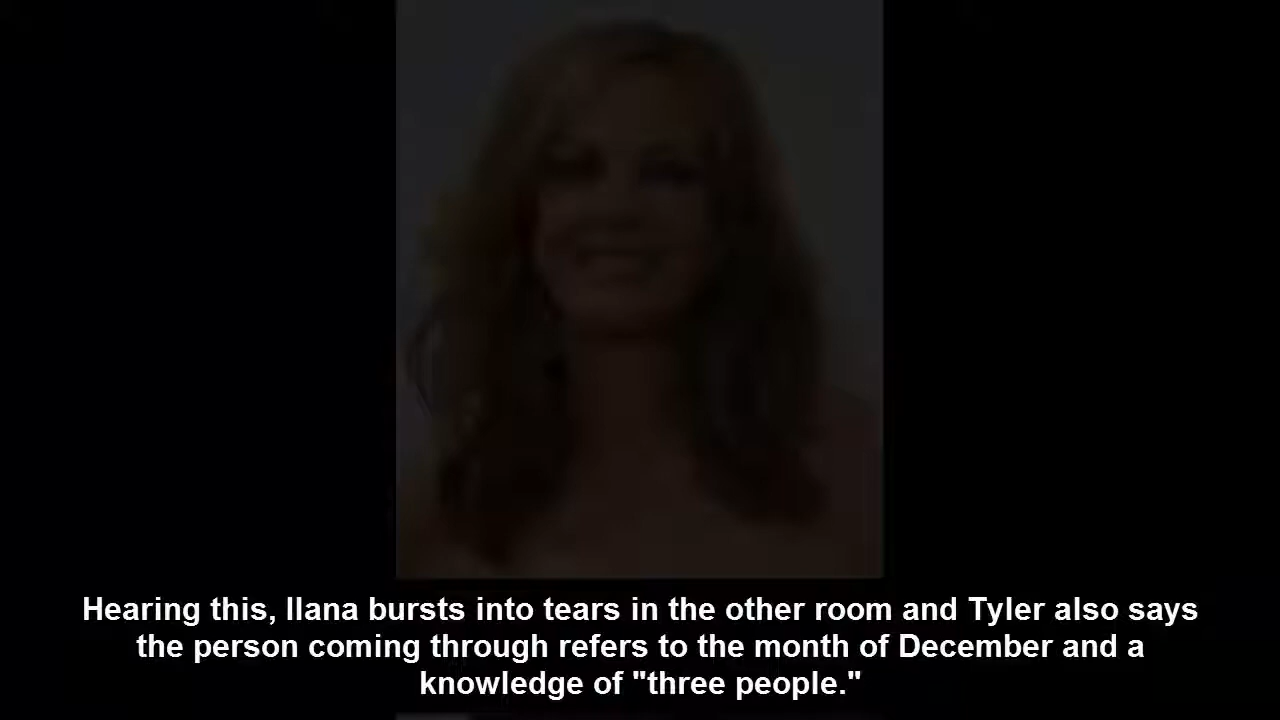 Hearing this, Ilana bursts into tears in the other room and Tyler also says
the person coming through refers to the month of December and a
knowledge of "three people."